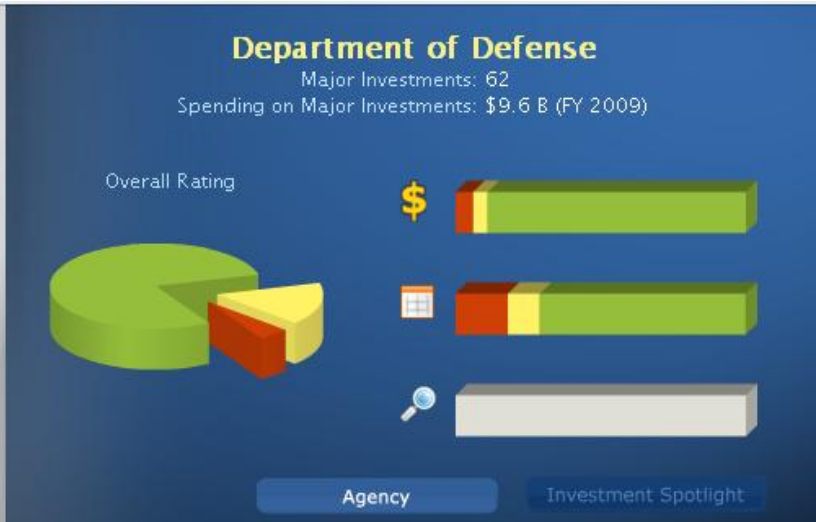 Department of Defense
Major Investments: 62
Spending on Major Investments: $9.6 B (FY 2009)
Overall Rating
$
Agency
Investment Spotlight